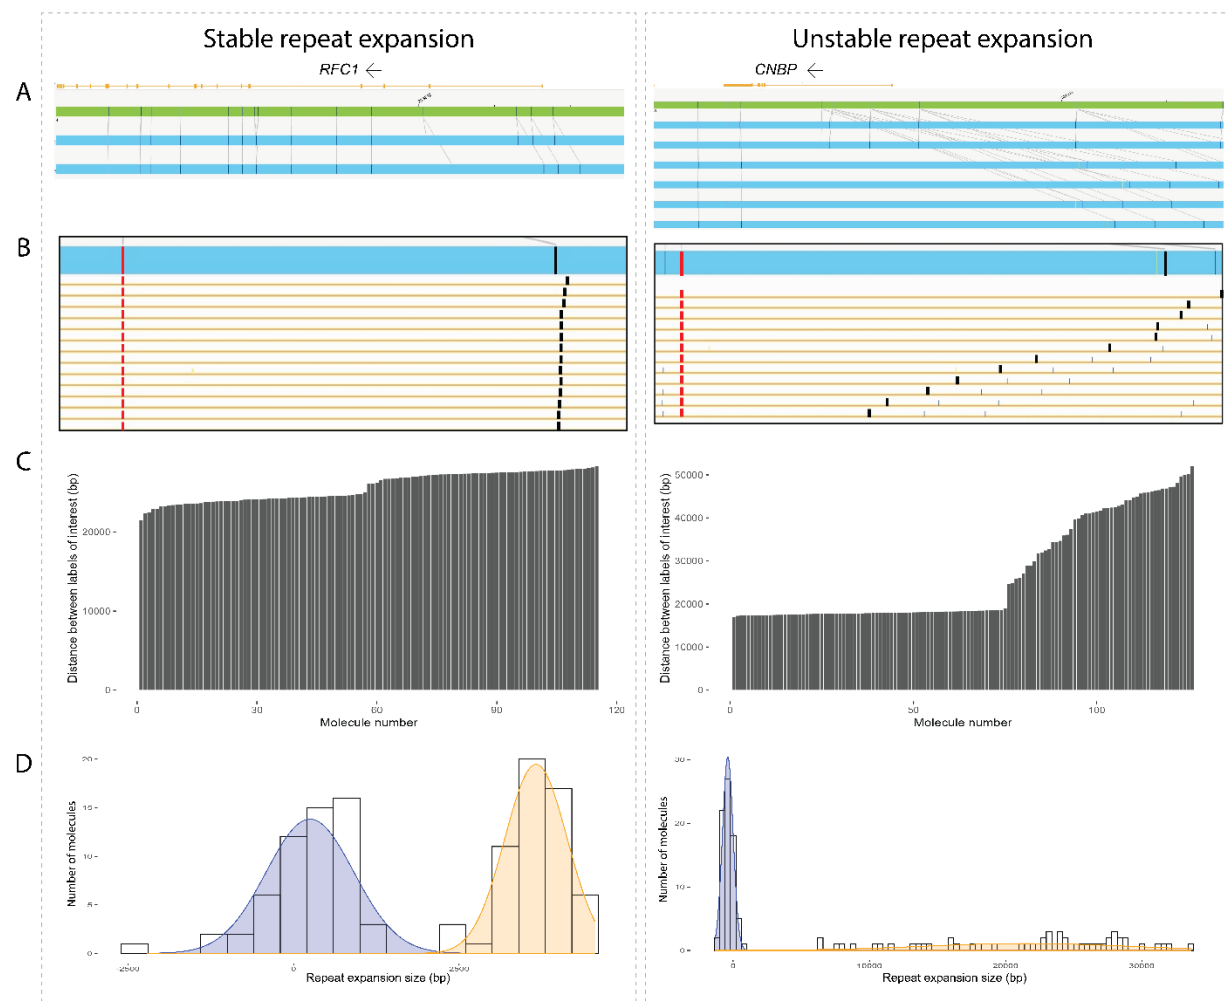 Stable repeat expansion
Unstable repeat expansion
RFC1 ←
CNBP ←
A
B
C
Distance between labels of interest (bp)
20000
10000
0
0 30 60 90 120
Molecule number
Distance between labels of interest (bp)
50000
40000
30000
20000
10000
0
0 50 100
Molecule number
D
Number of molecules
20
15
10
5
0
-2500 0 2500
Repeat expansion size (bp)
Number of molecules
30
20
10
0
0 10000 20000 30000
Repeat expansion size (bp)